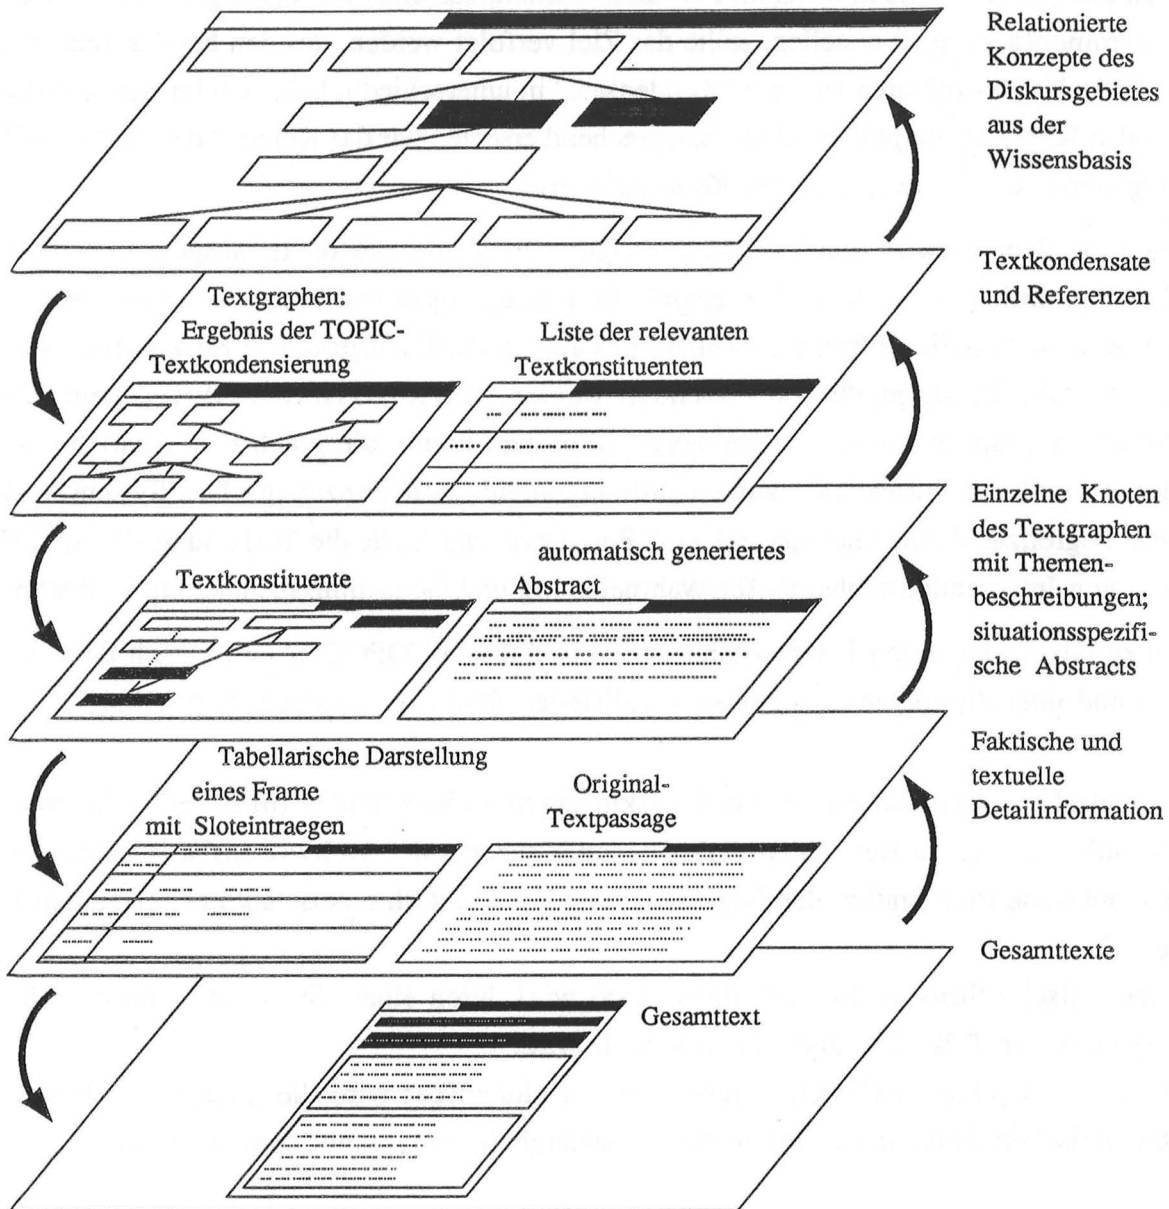 Relationierte
Konzepte des
Diskursgebietes
aus der
Wissensbasis
Textkondensate
und Referenzen
Textgraphen:
Ergebnis der TOPIC-
Textkondensierung
Liste der relevanten
Textkonstituenten
Einzelne Knoten
des Textgraphen
mit Themen-
beschreibungen;
situationsspezifi-
sche Abstracts
Textkonstituente
automatisch generiertes
Abstract
Faktische und
textuelle
Detailinformation
Tabellarische Darstellung
eines Frame
mit Sloteintraegen
Original-
Textpassage
Gesamttexte
Gesamttext